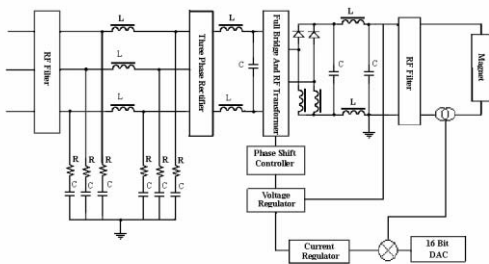 RF Filter
L
L
L
R
R
R
R
R
R
C
C
C
C
C
C
Three Phase Rectifier
L
L
C
Full Bridge And RF Transformer
L
L
C
C
RF Filter
Magnet
Phase Shift
Controller
Voltage
Regulator
Current
Regulator
16 Bit
DAC